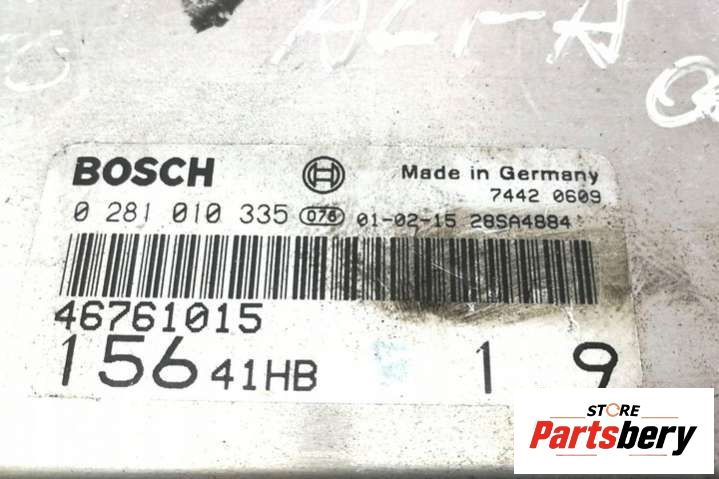 ALFA
BOSCH Made in Germany
7442 0609
0 281 010 335 076 01-02-15 28SA4884
46761015
156 41HB 1 9
STORE
Partsbery